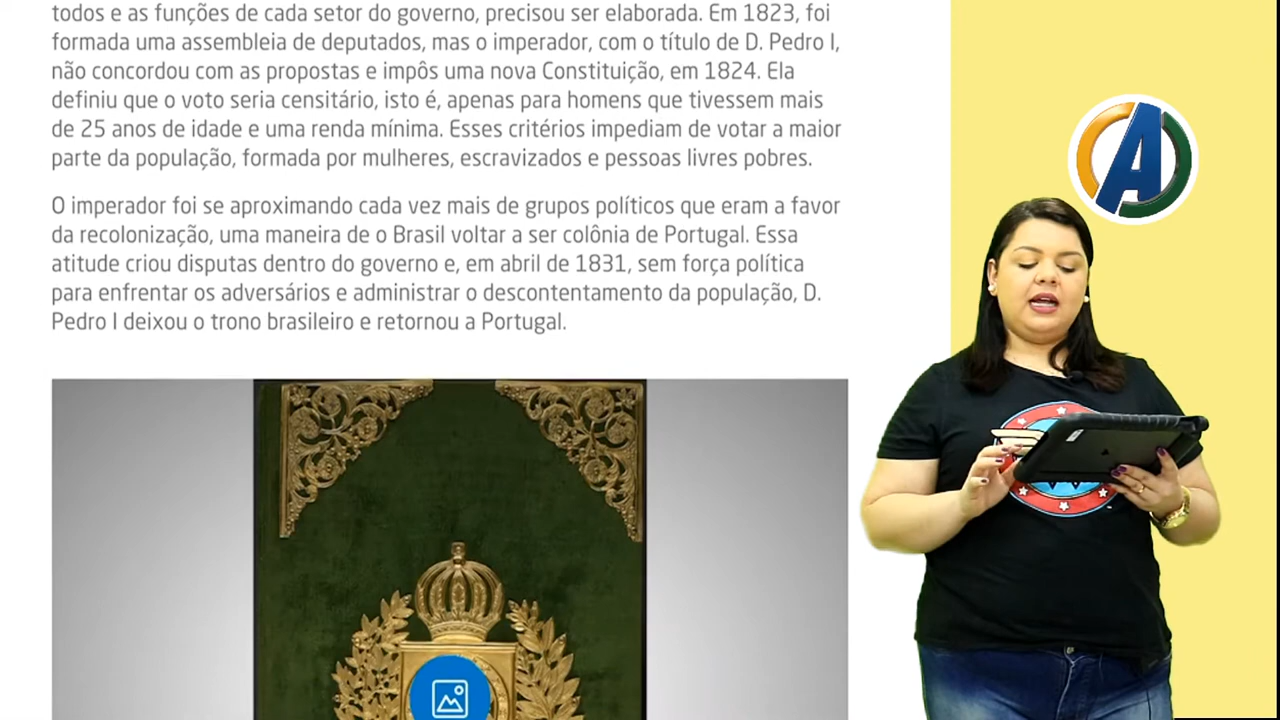 todos e as funções de cada setor do governo, precisou ser elaborada. Em 1823, foi
formada uma assembleia de deputados, mas o imperador, com o título de D. Pedro I,
não concordou com as propostas e impôs uma nova Constituição, em 1824. Ela
definiu que o voto seria censitário, isto é, apenas para homens que tivessem mais
de 25 anos de idade e uma renda mínima. Esses critérios impediam de votar a maior
parte da população, formada por mulheres, escravizados e pessoas livres pobres.
O imperador foi se aproximando cada vez mais de grupos políticos que eram a favor
da recolonização, uma maneira de o Brasil voltar a ser colônia de Portugal. Essa
atitude criou disputas dentro do governo e, em abril de 1831, sem força política
para enfrentar os adversários e administrar o descontentamento da população, D.
Pedro I deixou o trono brasileiro e retornou a Portugal.
A